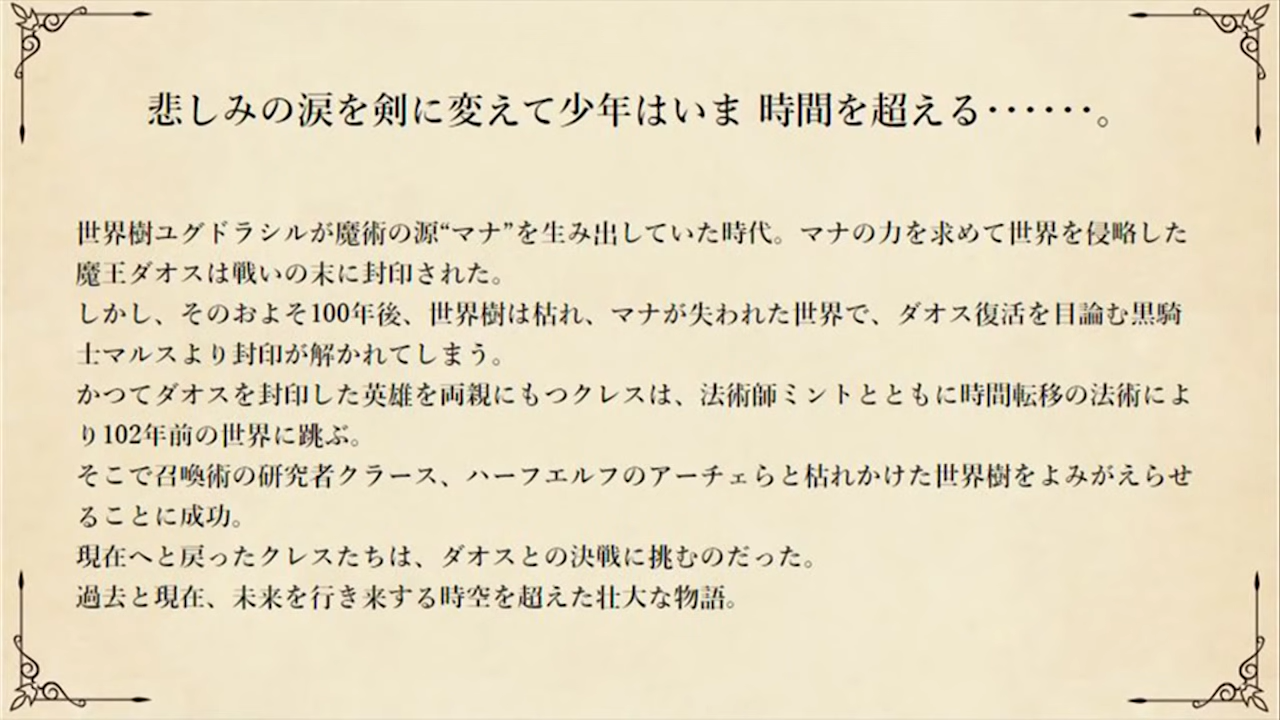 悲しみの涙を剣に変えて少年はいま 時間を超える‥‥‥。
世界樹ユグドラシルが魔術の源“マナ”を生み出していた時代。マナの力を求めて世界を侵略した
魔王ダオスは戦いの末に封印された。
しかし、そのおよそ100年後、世界樹は枯れ、マナが失われた世界で、ダオス復活を目論む黒騎
士マルスより封印が解かれてしまう。
かつてダオスを封印した英雄を両親にもつクレスは、法術師ミントとともに時間転移の法術によ
り102年前の世界に跳ぶ。
そこで召喚術の研究者クラース、ハーフエルフのアーチェらと枯れかけた世界樹をよみがえらせ
ることに成功。
現在へと戻ったクレスたちは、ダオスとの決戦に挑むのだった。
過去と現在、未来を行き来する時空を超えた壮大な物語。